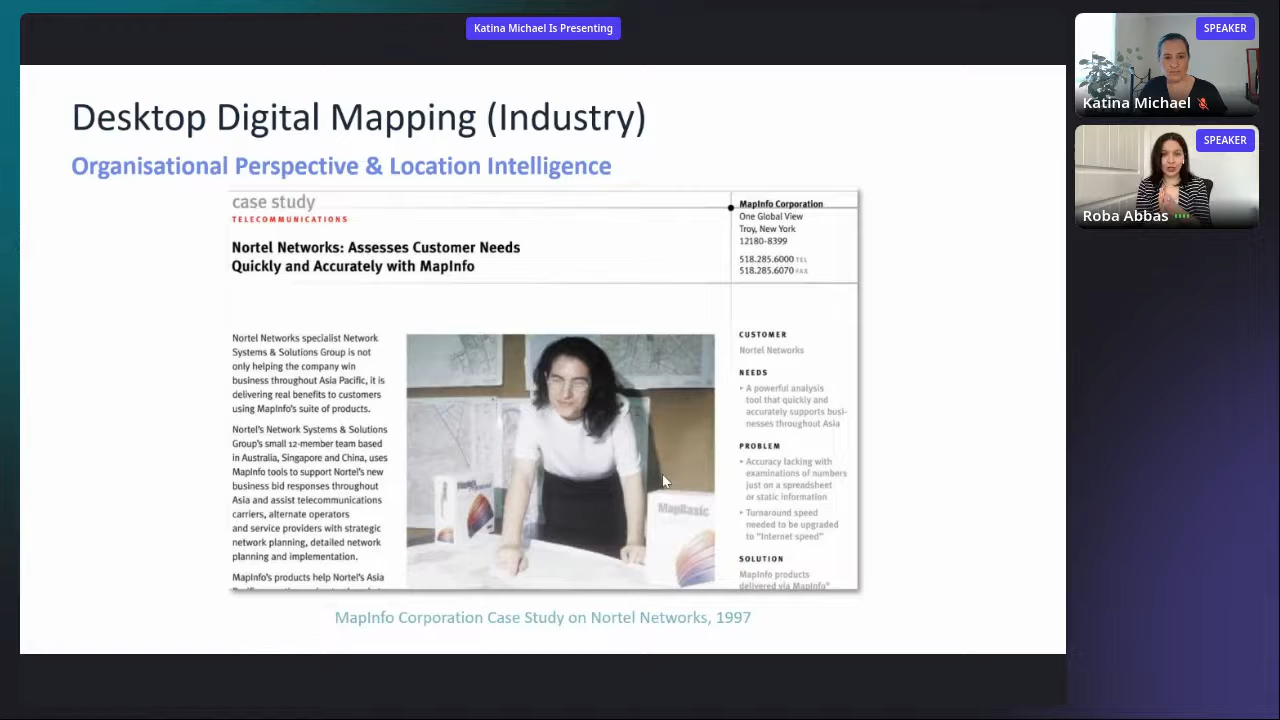 Katina Michael Is Presenting
Desktop Digital Mapping (Industry)
Organisational Perspective & Location Intelligence
case study
TELECOMMUNICATIONS
Nortel Networks: Assesses Customer Needs
Quickly and Accurately with MapInfo
MapInfo Corporation
One Global View
Troy, New York
12180-8399
518.285.6000 TEL
518.285.6070 FAX
Nortel Networks specialist Network
Systems & Solutions Group is not
only helping the company win
business throughout Asia Pacific, it is
delivering real benefits to customers
using MapInfo's suite of products.
Nortel's Network Systems & Solutions
Group's small 12-member team based
in Australia, Singapore and China, uses
MapInfo tools to support Nortel's new
business bid responses throughout
Asia and assist telecommunications
carriers, alternate operators
and service providers with strategic
network planning, detailed network
planning and implementation.
MapInfo's products help Nortel's Asia
MapBasic
CUSTOMER
Nortel Networks
NEEDS
• A powerful analysis
tool that quickly and
accurately supports busi-
nesses throughout Asia
PROBLEM
• Accuracy lacking with
examinations of numbers
just on a spreadsheet
or static information
• Turnaround speed
needed to be upgraded
to "Internet speed"
SOLUTION
MapInfo products
delivered via MapInfo®
MapInfo Corporation Case Study on Nortel Networks, 1997
SPEAKER
Katina Michael
SPEAKER
Roba Abbas